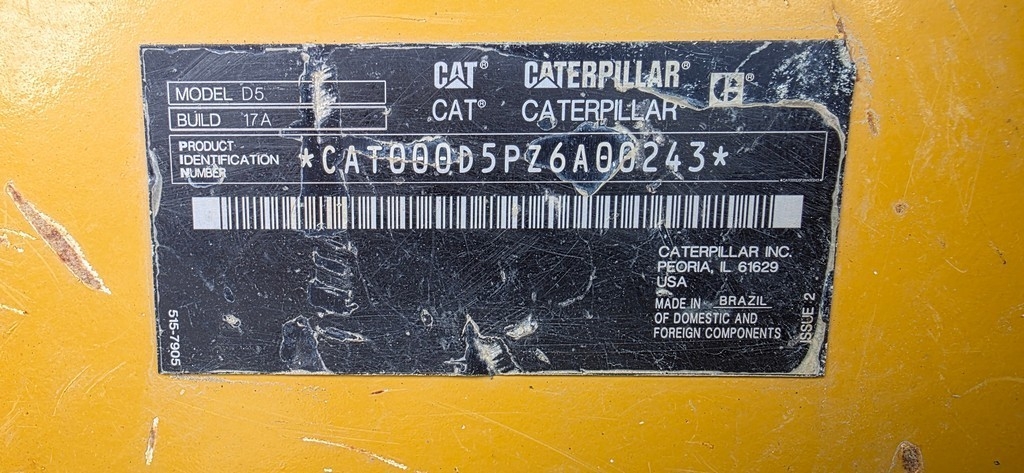 CAT® CATERPILLAR® ®
CAT® CATERPILLAR
MODEL D5
BUILD 17A
PRODUCT
IDENTIFICATION
NUMBER
*CAT000D5PZ6A00243*
CATERPILLAR INC.
PEORIA, IL 61629
USA
MADE IN BRAZIL
OF DOMESTIC AND
FOREIGN COMPONENTS
ISSUE 2
515-7905